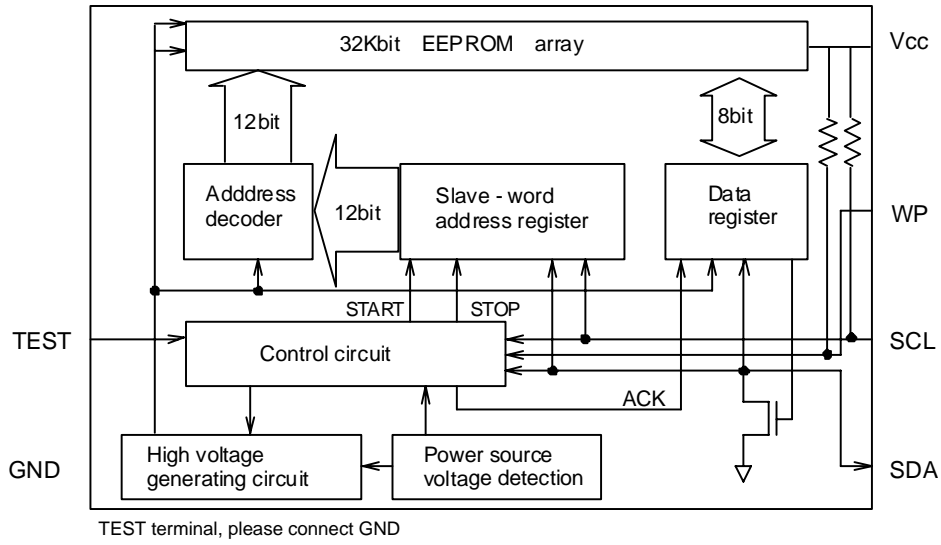 32Kbit EEPROM array
Vcc
12bit
8bit
Adddress
decoder
12bit
Slave - word
address register
Data
register
WP
START
STOP
TEST
Control circuit
SCL
ACK
GND
High voltage
generating circuit
Power source
voltage detection
SDA
TEST terminal, please connect GND